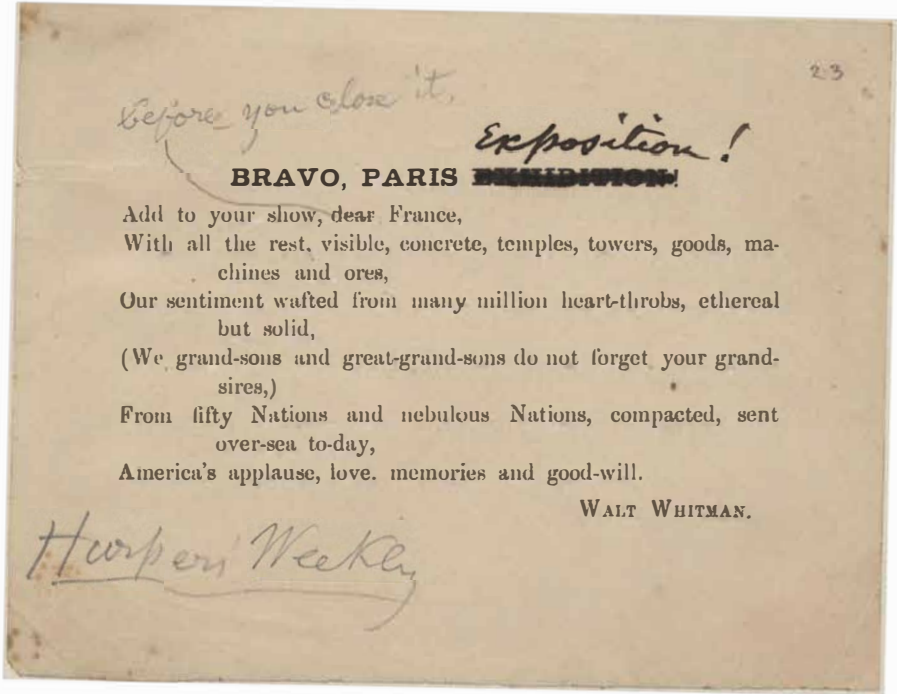 23
before you close it,
Exposition!
BRAVO, PARIS EXHIBITION!
Add to your show, dear France,
With all the rest, visible, concrete, temples, towers, goods, ma-
chines and ores,
Our sentiment wafted from many million heart-throbs, ethereal
but solid,
(We grand-sons and great-grand-sons do not forget your grand-
sires,)
From fifty Nations and nebulous Nations, compacted, sent
over-sea to-day,
America's applause, love. memories and good-will.
WALT WHITMAN.
Harpers' Weekly